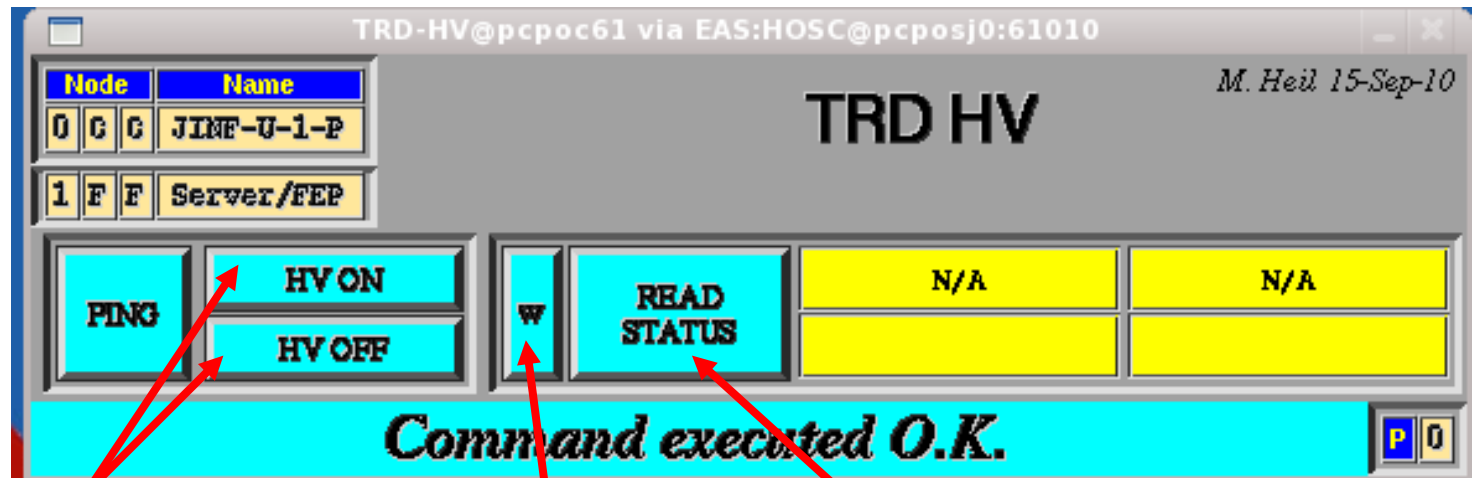 TRD-HV@pcpoc61 via EAS:HOSC@pcposj0:61010
Node Name
0 C C JINF-U-1-P
1 F F Server/FEP
TRD HV
M. Heil 15-Sep-10
PING
HV ON
HV OFF
W
READ
STATUS
N/A N/A
Command executed O.K.
P 0